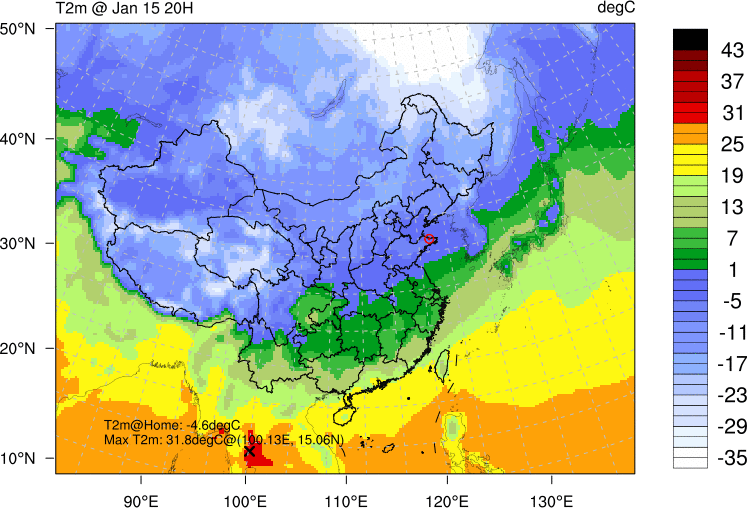 T2m @ Jan 15 20H
degC
50°N
40°N
30°N
20°N
10°N
T2m@Home: -4.6degC
Max T2m: 31.8degC@(100.13E, 15.06N)
90°E
100°E
110°E
120°E
130°E
43
37
31
25
19
13
7
1
-5
-11
-17
-23
-29
-35